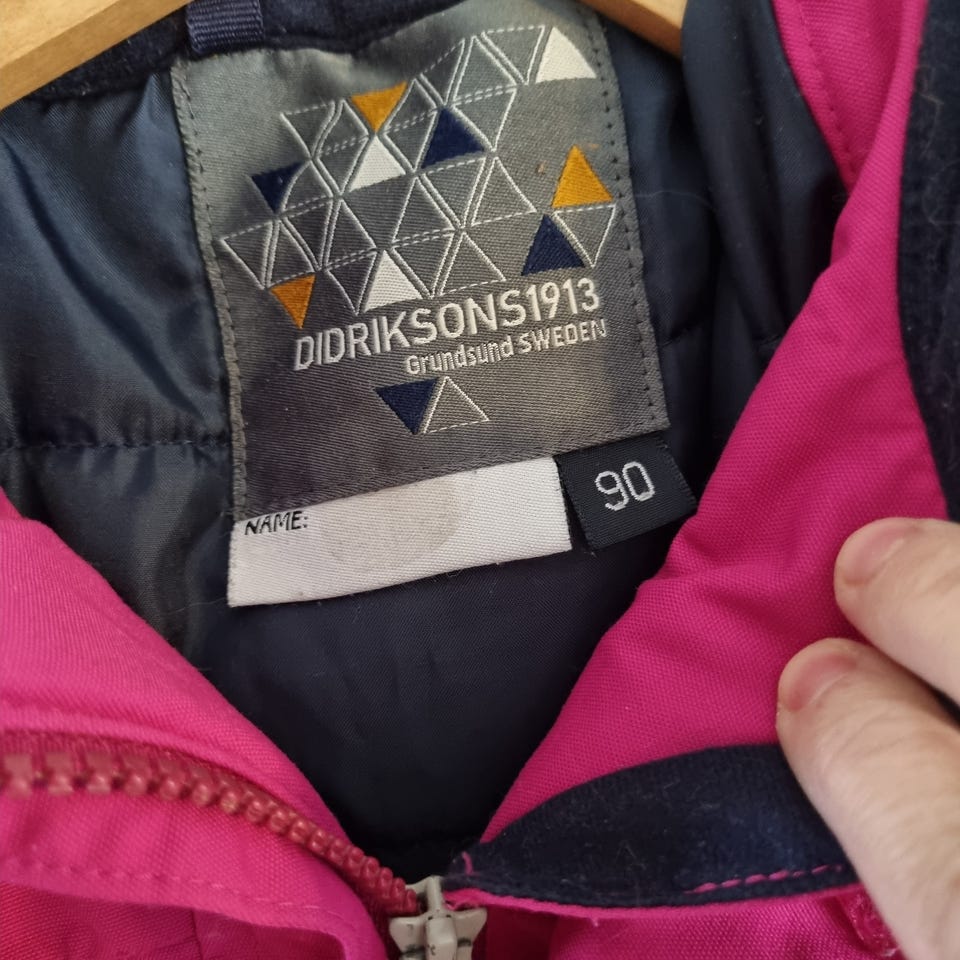 DIDRIKSONS1913
Grundsund SWEDEN
NAME:
90